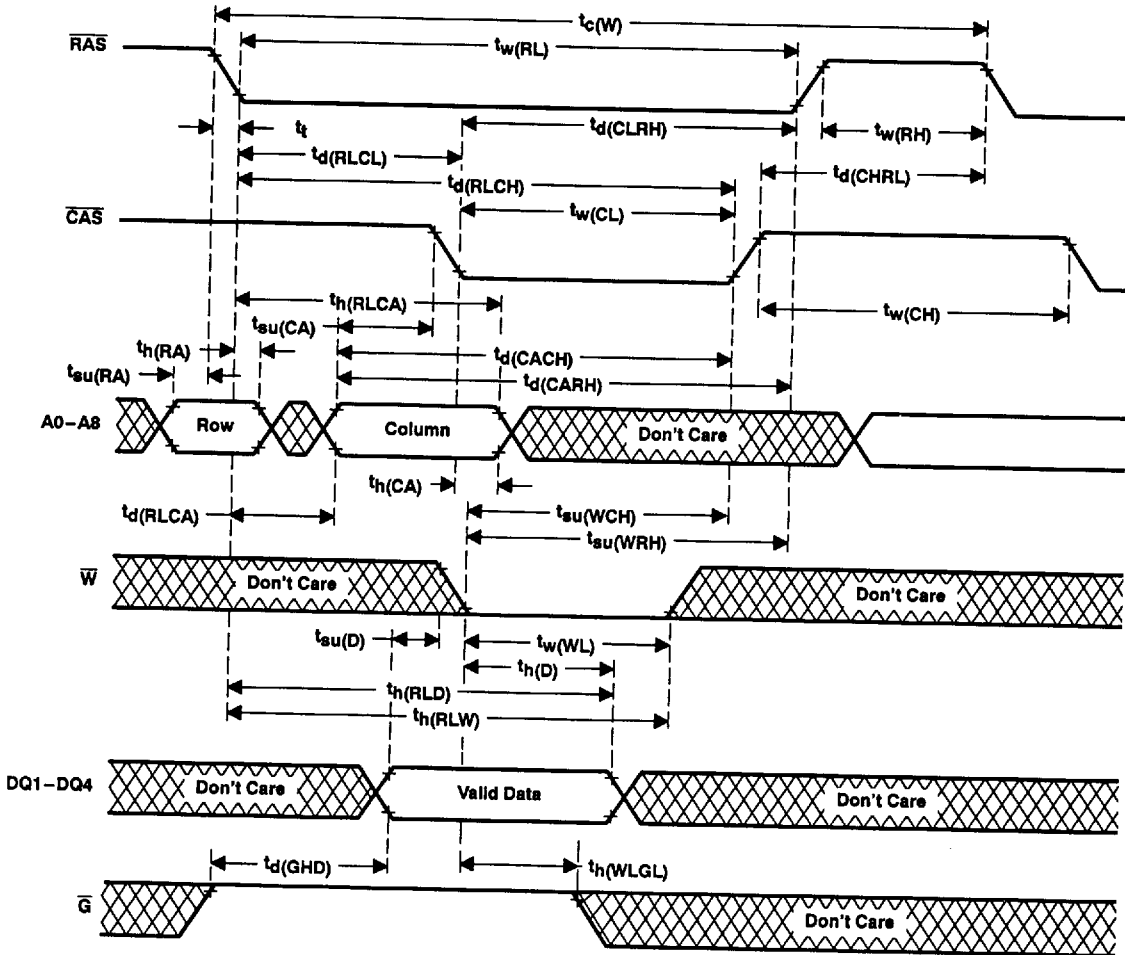 tc(W)
RAS
tw(RL)
tt
td(CLRH)
tw(RH)
td(RLCL)
td(CHRL)
td(RLCH)
CAS
tw(CL)
th(RLCA)
tsu(CA)
tw(CH)
th(RA)
td(CACH)
tsu(RA)
td(CARH)
A0–A8
Row
Column
Don't Care
th(CA)
td(RLCA)
tsu(WCH)
tsu(WRH)
W
Don't Care
Don't Care
tsu(D)
tw(WL)
th(D)
th(RLD)
th(RLW)
DQ1–DQ4
Don't Care
Valid Data
Don't Care
td(GHD)
th(WLGL)
G
Don't Care